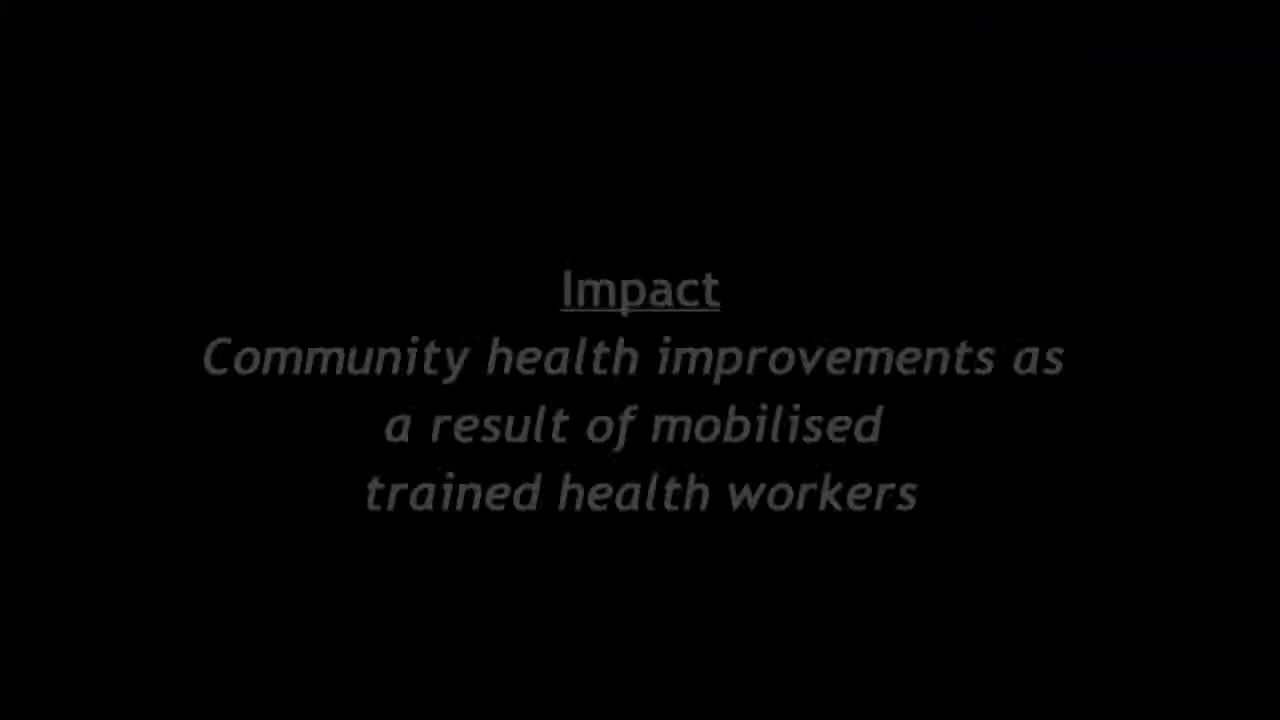 Impact
Community health improvements as
a result of mobilised
trained health workers